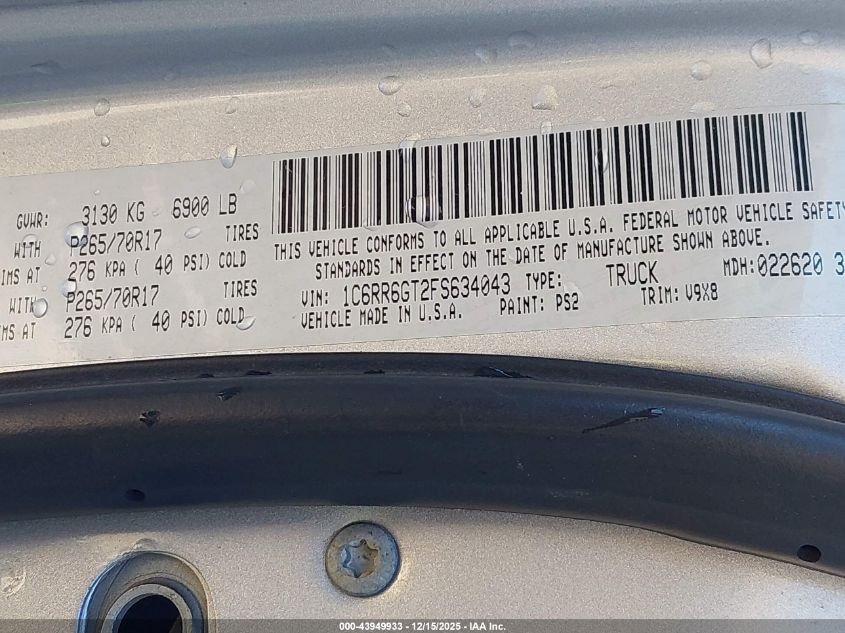 GVWR: 3130 KG 6900 LB
WITH P265/70R17 TIRES
IMS AT 276 KPA ( 40 PSI) COLD
WITH P265/70R17 TIRES
IMS AT 276 KPA ( 40 PSI) COLD
THIS VEHICLE CONFORMS TO ALL APPLICABLE U.S.A. FEDERAL MOTOR VEHICLE SAFETY
STANDARDS IN EFFECT ON THE DATE OF MANUFACTURE SHOWN ABOVE.
VIN: 1C6RR6GT2FS634043 TYPE: TRUCK MDH:022620 3
VEHICLE MADE IN U.S.A. PAINT: PS2 TRIM: V9X8
000-43949933 - 12/15/2025 - IAA Inc.